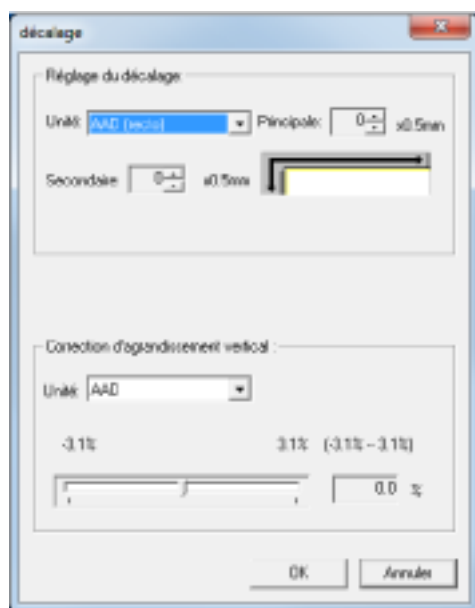 décalage
Réglage du décalage:
Unité: AAD (recto) Principale: 0 x0.5mm
Secondaire: 0 x0.5mm
Correction d'agrandissement vertical :
Unité: AAD
-3.1% 3.1% (-3.1% -- 3.1%)
0.0 %
OK Annuler